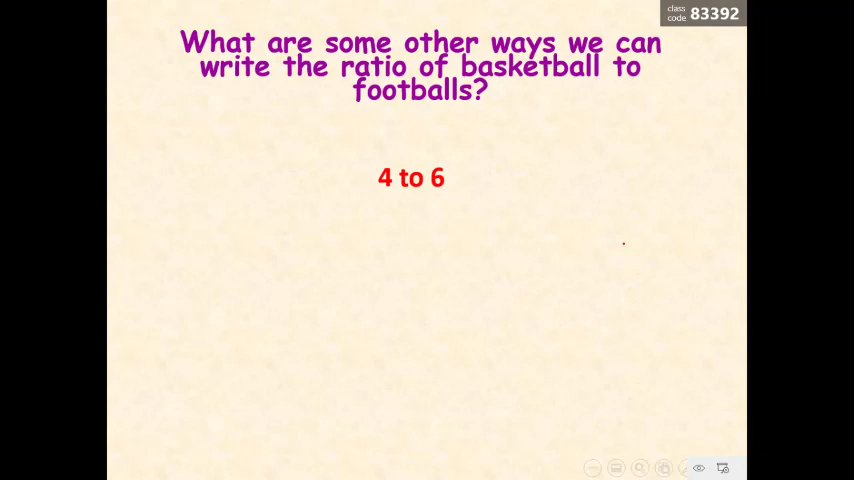 class
code 83392
What are some other ways we can
write the ratio of basketball to
footballs?
4 to 6